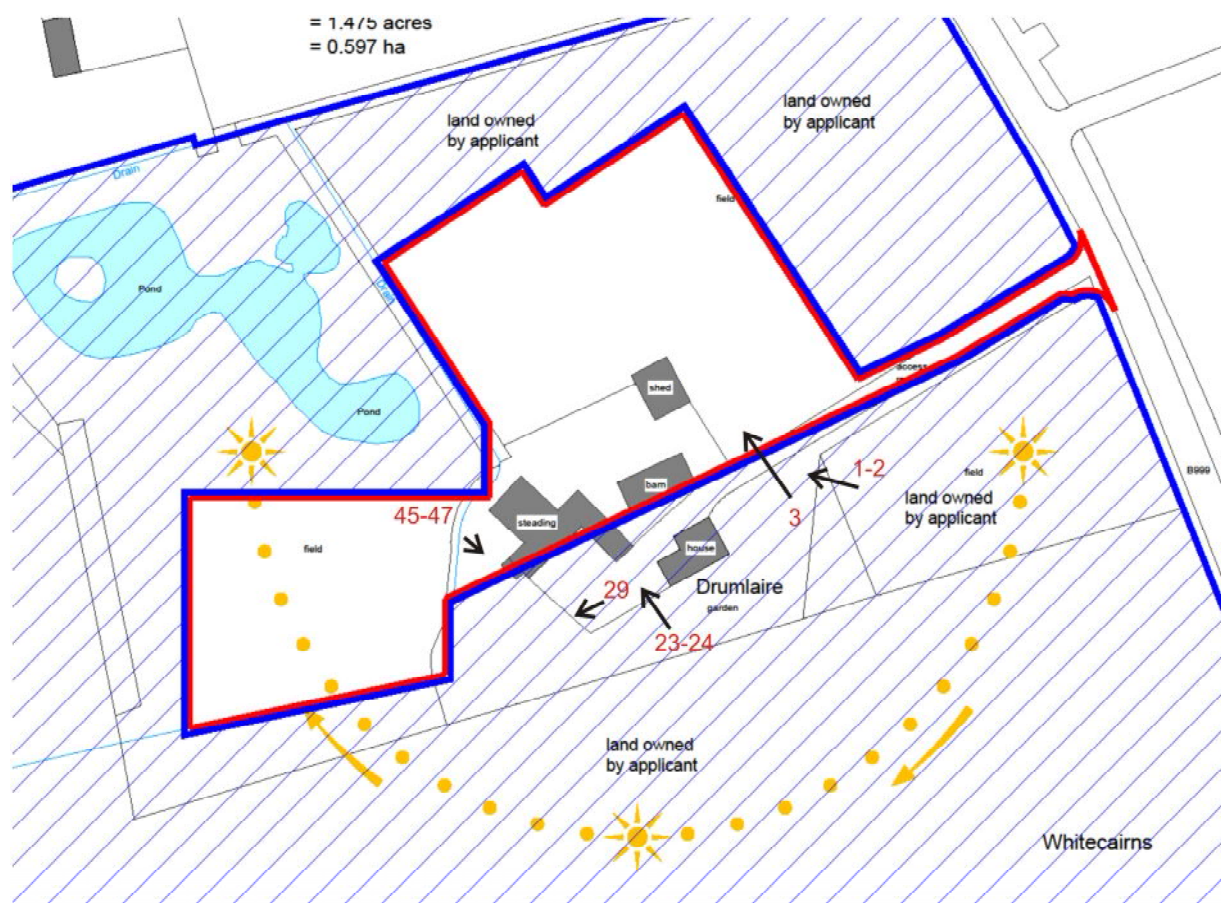 = 1.475 acres
= 0.597 ha
land owned
by applicant
land owned
by applicant
Drain
field
Pond
Drain
access
shed
Pond
1-2
field
B999
land owned
by applicant
barn
3
45-47
steading
field
house
29
Drumlaire
garden
23-24
land owned
by applicant
Whitecairns